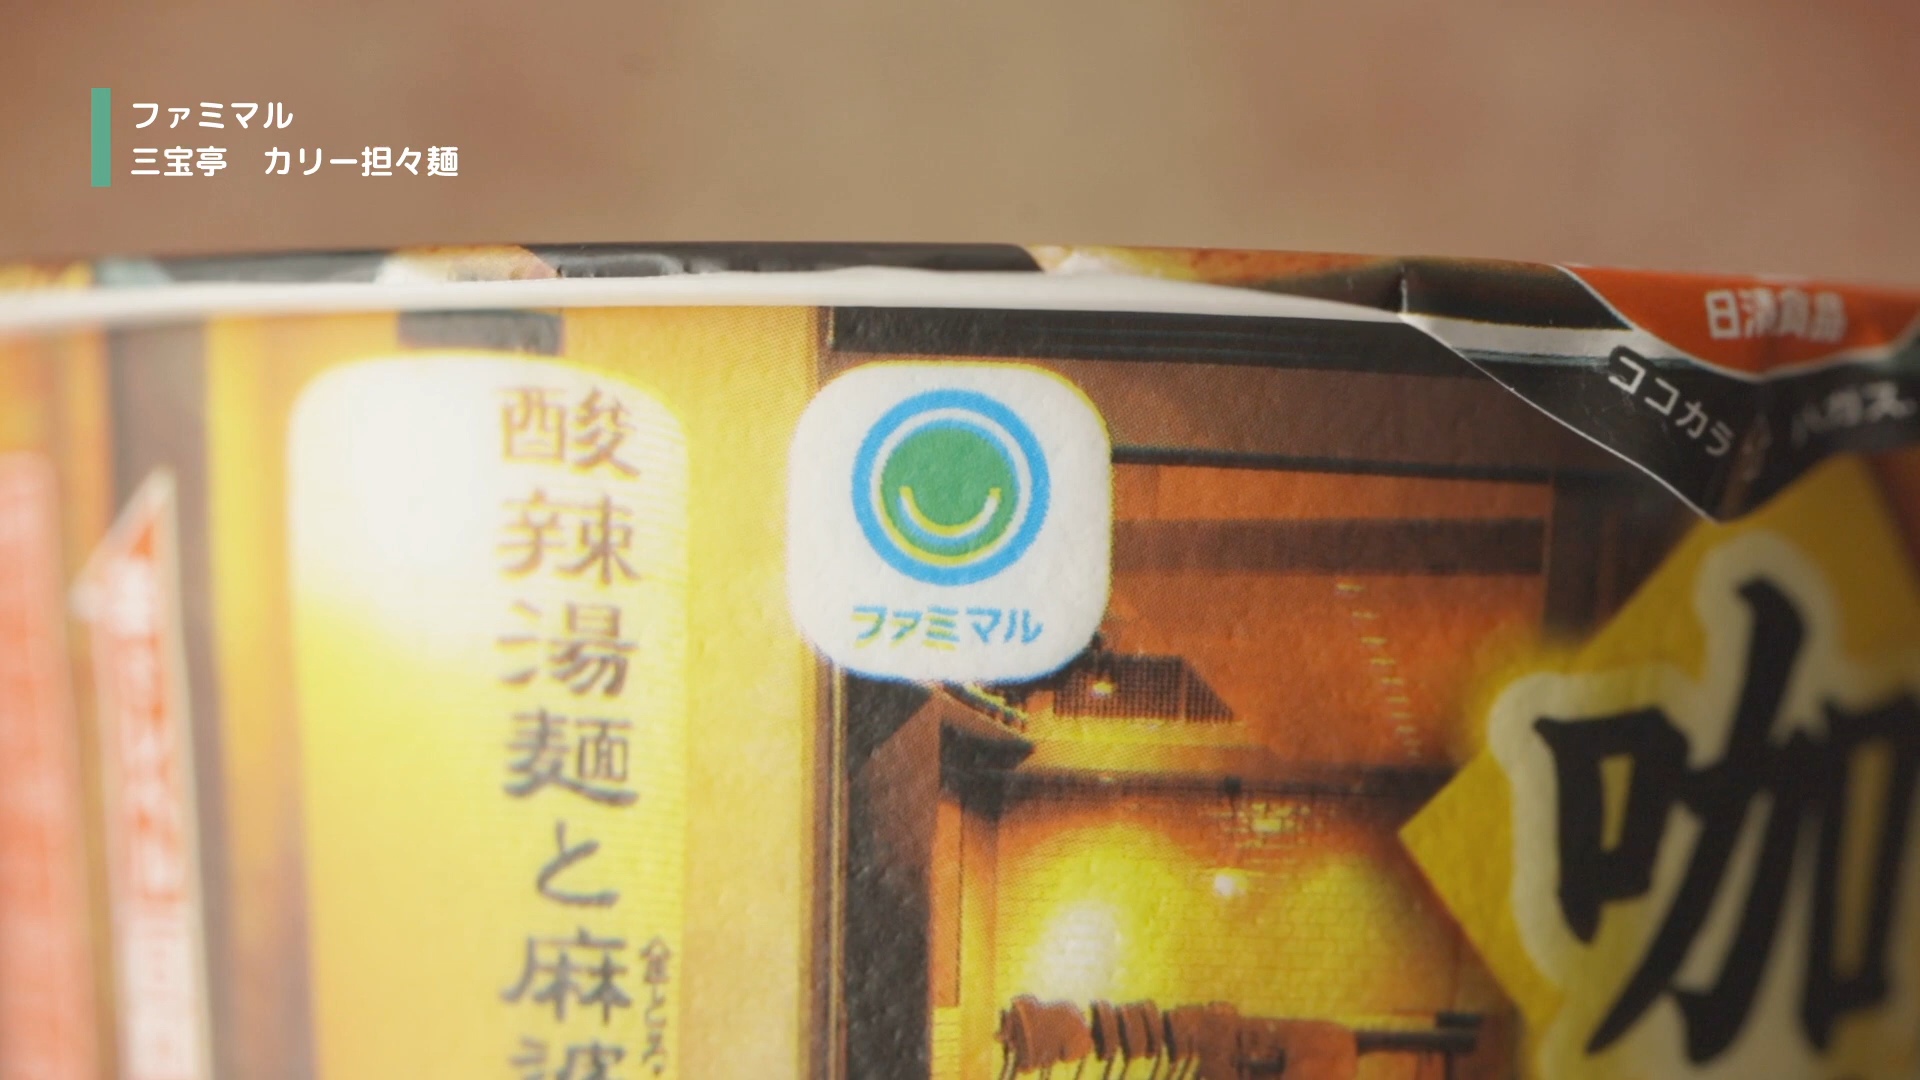 ファミマル
三宝亭　カリー担々麺
日清食品
ココカラ
酸辣湯麺と麻婆
ファミマル
咖